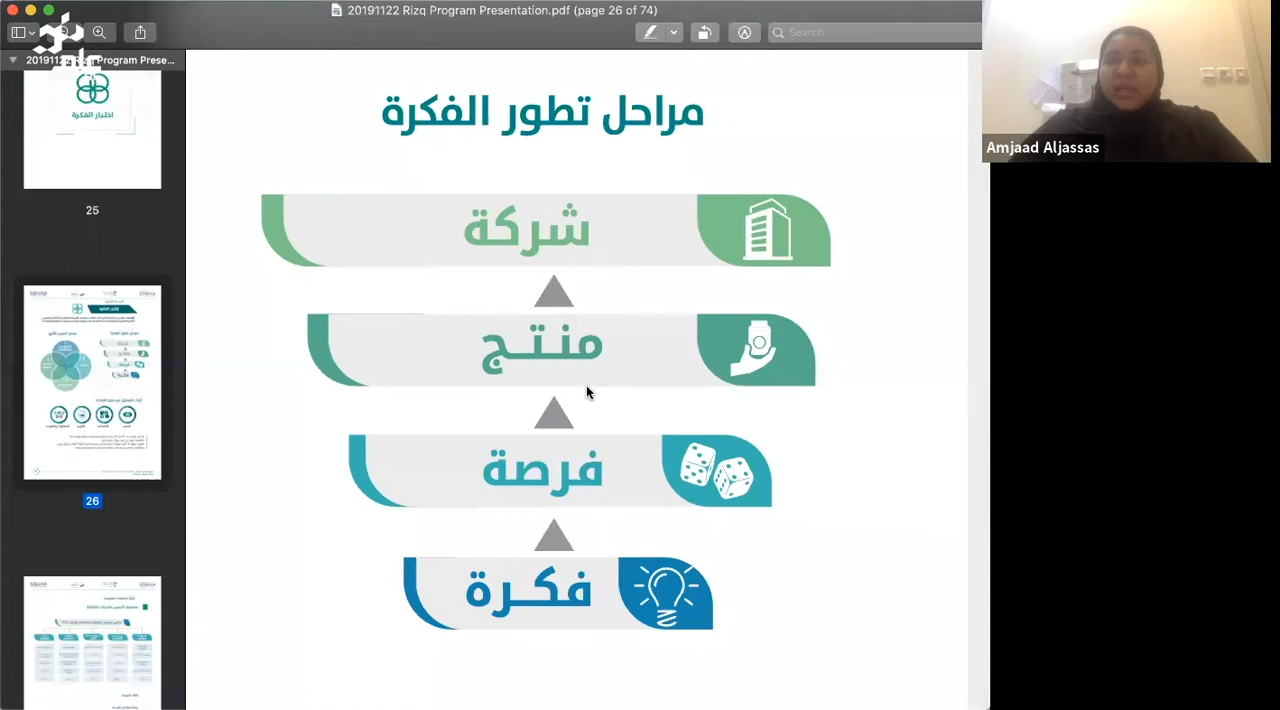 20191122 Rizq Program Presentation.pdf (page 26 of 74)
Search
20191122 Rizq Program Prese...
اختبار الفكرة
25
26
مراحل تطور الفكرة
شركة
منتج
فرصة
فكرة
Amjaad Aljassas